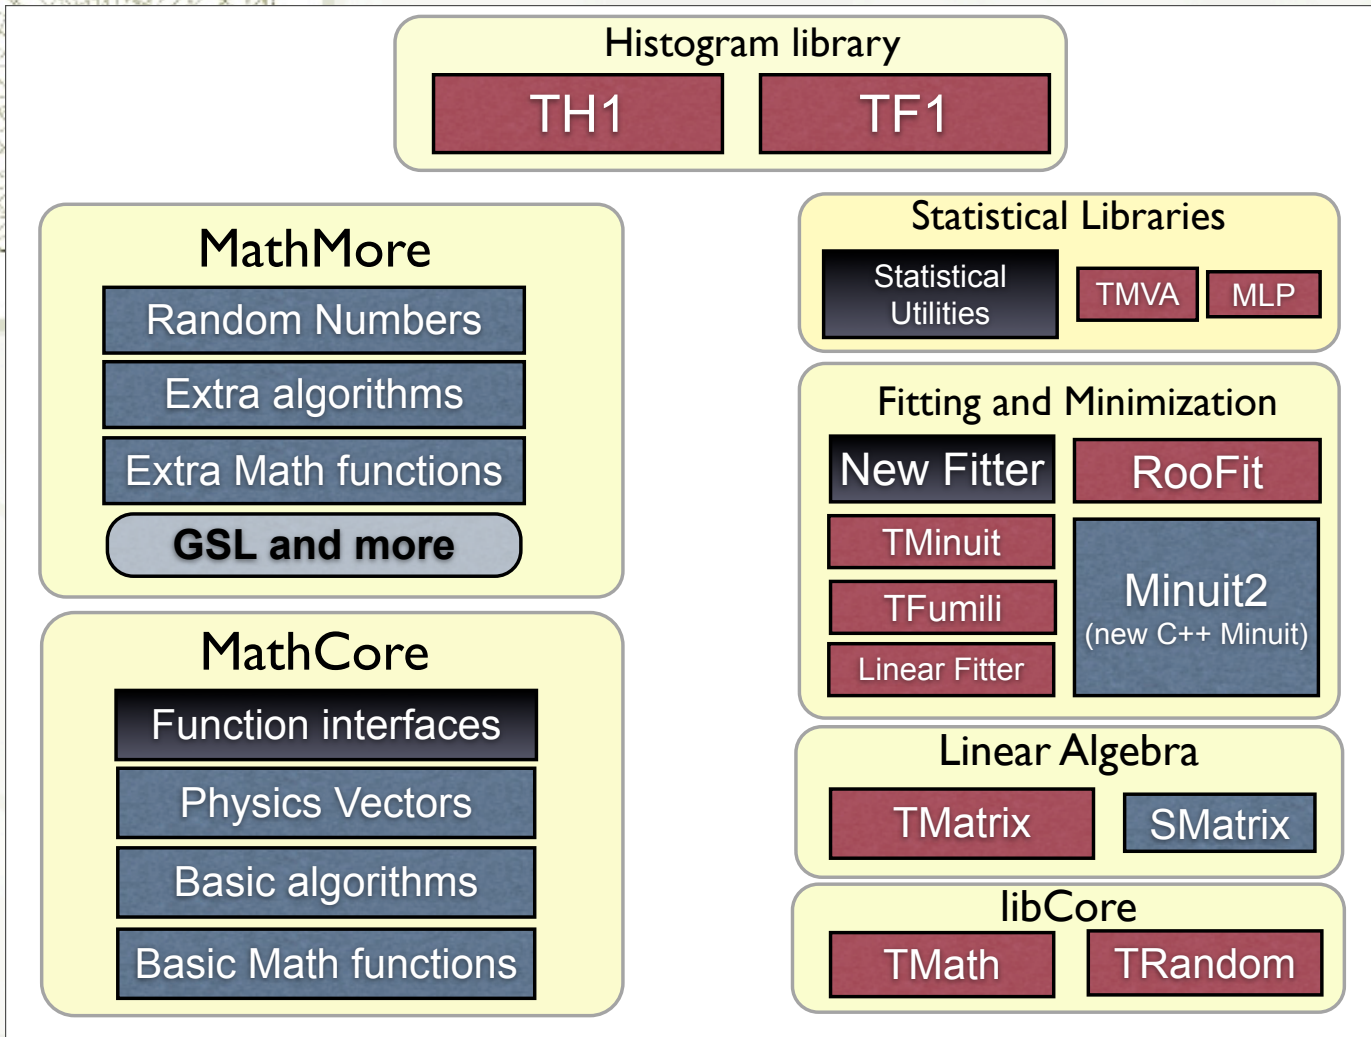 Histogram library
TH1
TF1
MathMore
Random Numbers
Extra algorithms
Extra Math functions
GSL and more
MathCore
Function interfaces
Physics Vectors
Basic algorithms
Basic Math functions
Statistical Libraries
Statistical
Utilities
TMVA
MLP
Fitting and Minimization
New Fitter
RooFit
TMinuit
TFumili
Linear Fitter
Minuit2
(new C++ Minuit)
Linear Algebra
TMatrix
SMatrix
libCore
TMath
TRandom